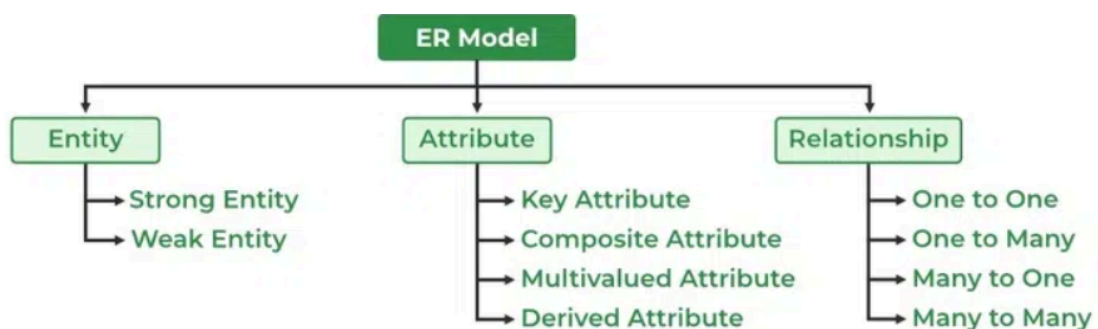 ER Model
Entity
Attribute
Relationship
Strong Entity
Weak Entity
Key Attribute
Composite Attribute
Multivalued Attribute
Derived Attribute
One to One
One to Many
Many to One
Many to Many